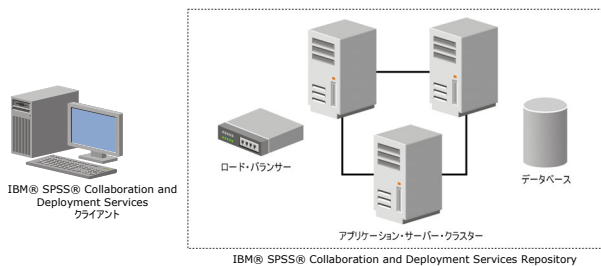 IBM® SPSS® Collaboration and
Deployment Services
クライアント
ロード・バランサー
アプリケーション・サーバー・クラスター
データベース
IBM® SPSS® Collaboration and Deployment Services Repository